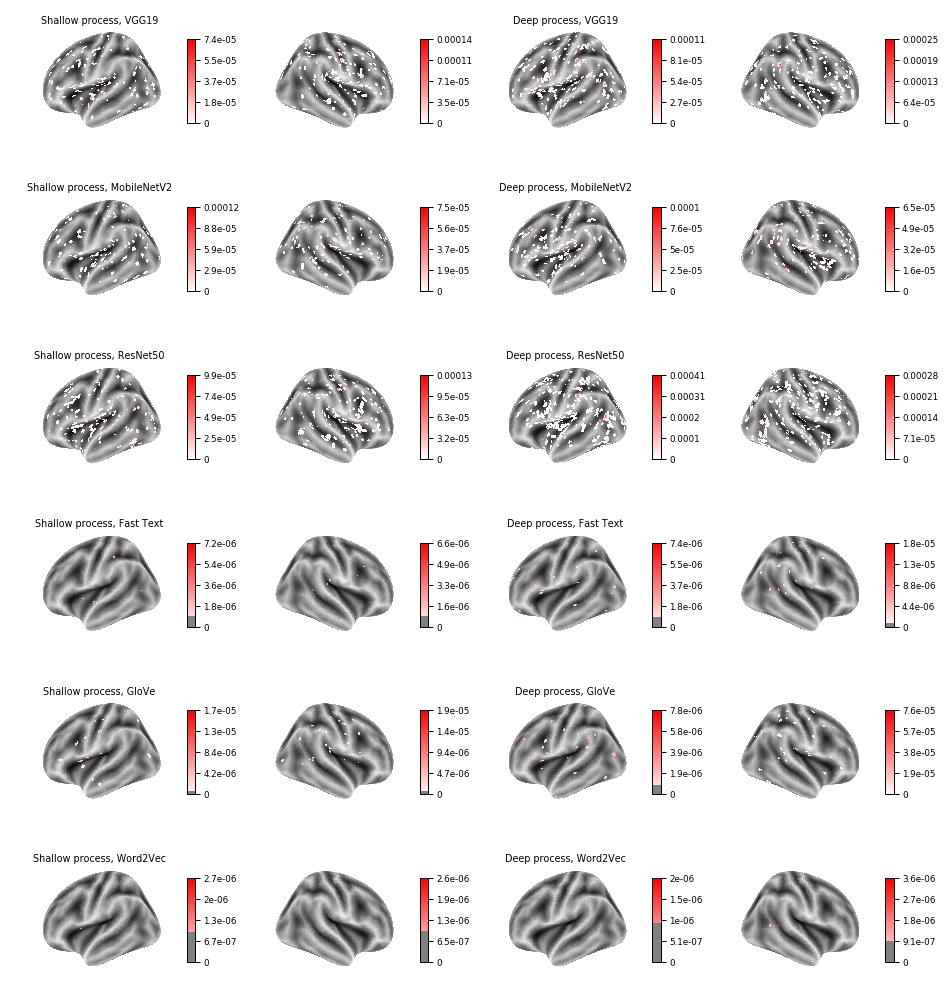 Shallow process, VGG19
7.4e-05
5.5e-05
3.7e-05
1.8e-05
0
0.00014
0.00011
7.1e-05
3.5e-05
0
Deep process, VGG19
0.00011
8.1e-05
5.4e-05
2.7e-05
0
0.00025
0.00019
0.00013
6.4e-05
0
Shallow process, MobileNetV2
0.00012
8.8e-05
5.9e-05
2.9e-05
0
7.5e-05
5.6e-05
3.7e-05
1.9e-05
0
Deep process, MobileNetV2
0.0001
7.6e-05
5e-05
2.5e-05
0
6.5e-05
4.9e-05
3.2e-05
1.6e-05
0
Shallow process, ResNet50
9.9e-05
7.4e-05
4.9e-05
2.5e-05
0
0.00013
9.5e-05
6.3e-05
3.2e-05
0
Deep process, ResNet50
0.00041
0.00031
0.0002
0.0001
0
0.00028
0.00021
0.00014
7.1e-05
0
Shallow process, Fast Text
7.2e-06
5.4e-06
3.6e-06
1.8e-06
0
6.6e-06
4.9e-06
3.3e-06
1.6e-06
0
Deep process, Fast Text
7.4e-06
5.5e-06
3.7e-06
1.8e-06
0
1.8e-05
1.3e-05
8.8e-06
4.4e-06
0
Shallow process, GloVe
1.7e-05
1.3e-05
8.4e-06
4.2e-06
0
1.9e-05
1.4e-05
9.4e-06
4.7e-06
0
Deep process, GloVe
7.8e-06
5.8e-06
3.9e-06
1.9e-06
0
7.6e-05
5.7e-05
3.8e-05
1.9e-05
0
Shallow process, Word2Vec
2.7e-06
2e-06
1.3e-06
6.7e-07
0
2.6e-06
1.9e-06
1.3e-06
6.5e-07
0
Deep process, Word2Vec
2e-06
1.5e-06
1e-06
5.1e-07
0
3.6e-06
2.7e-06
1.8e-06
9.1e-07
0